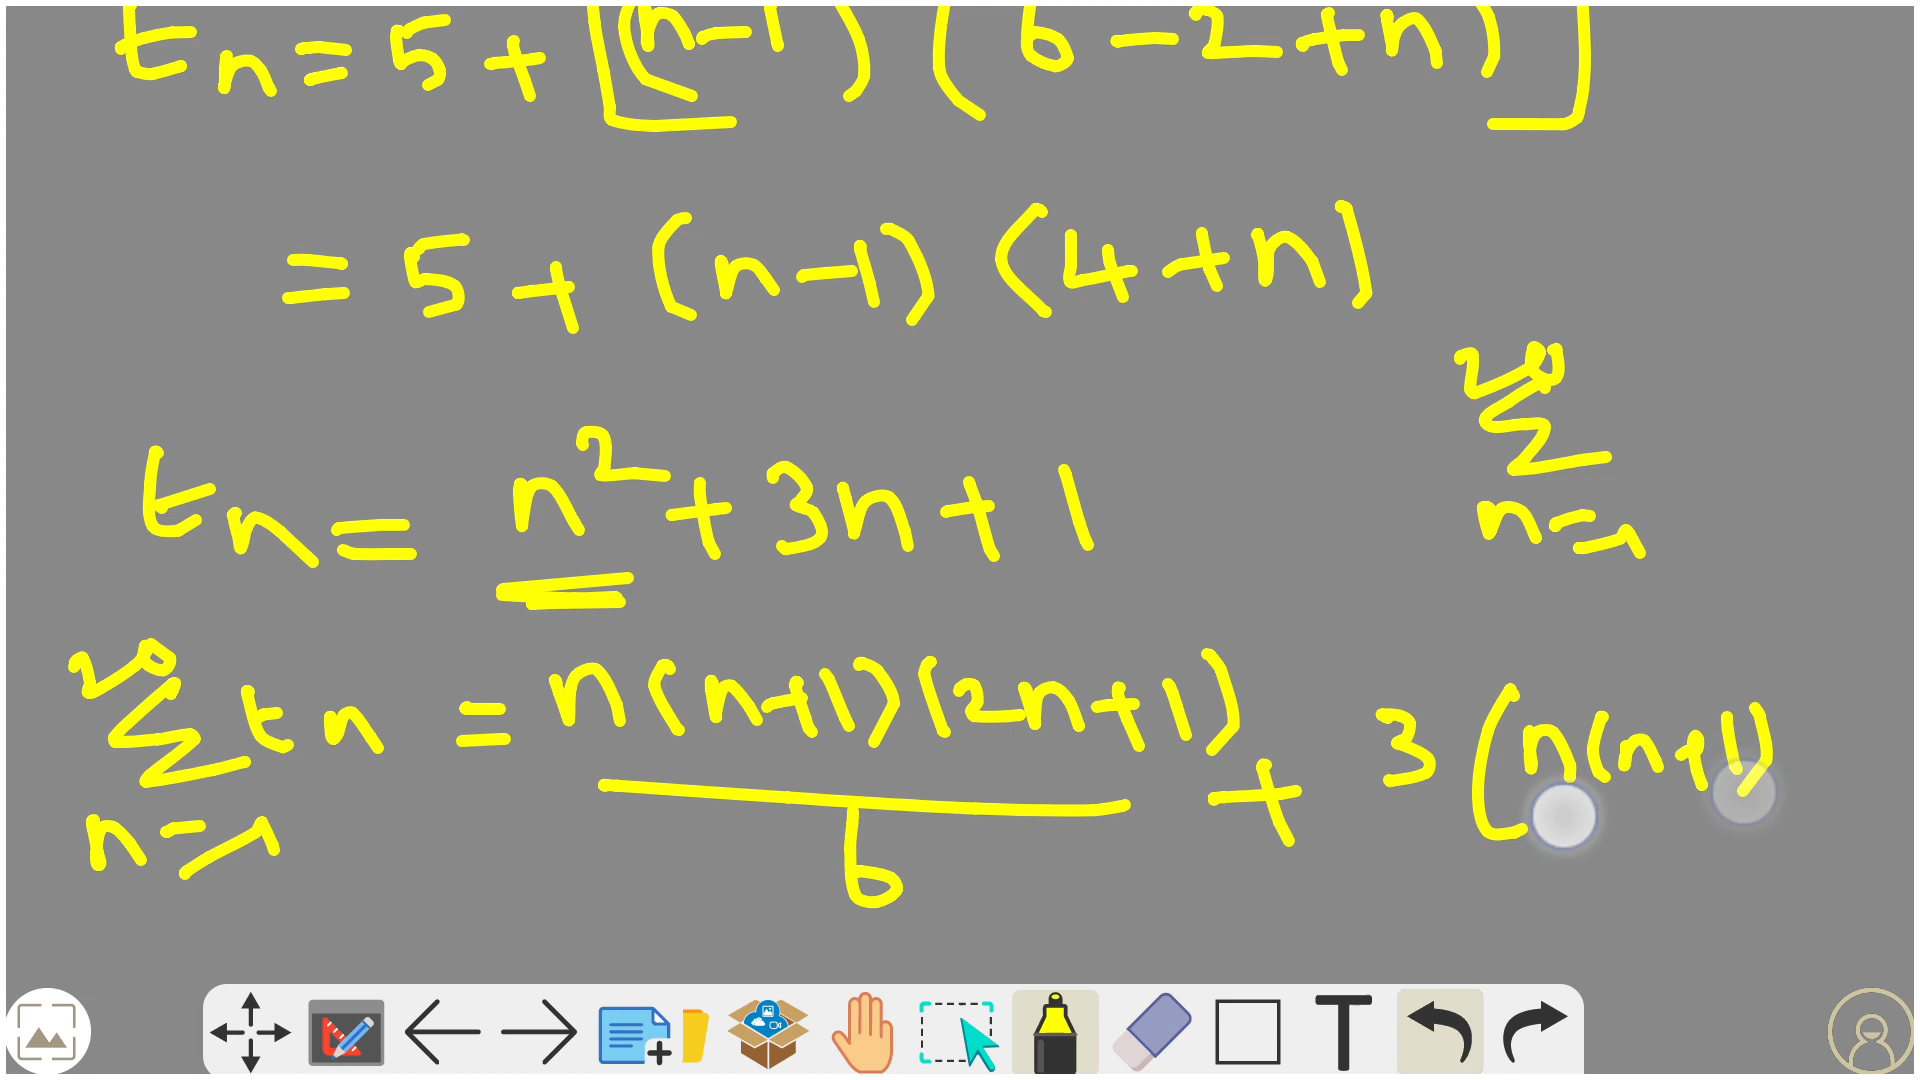 tn = 5 + [(n-1) (6-2+n)]
= 5 + (n-1) (4+n)
20
Σ
n=1
tn = n² + 3n + 1
20
Σ tn = n(n+1)(2n+1) / 6 + 3 (n(n+1)
n=1
T